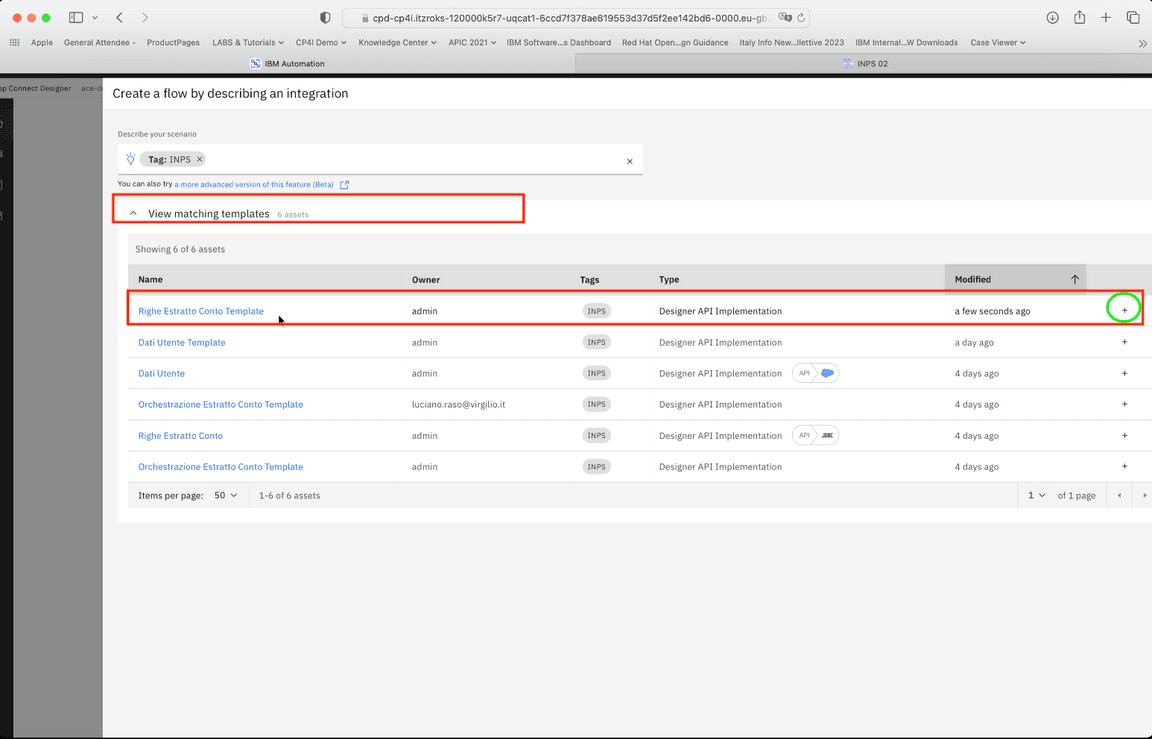 cpd-cp4i.itzroks-120000k5r7-uqcat1-6ccd7f378ae819553d37d5f2ee142bd6-0000.eu-gb.
Apple General Attendee - ProductPages LABS & Tutorials CP4I Demo Knowledge Center APIC 2021 IBM Software...s Dashboard Red Hat Open...gn Guidance Italy Info New...llettive 2023 IBM Internal...W Downloads Case Viewer
IBM Automation INPS 02
pp Connect Designer ace-d
Create a flow by describing an integration
Describe your scenario
Tag: INPS ×
You can also try a more advanced version of this feature (Beta)
View matching templates 6 assets
Showing 6 of 6 assets
Name Owner Tags Type Modified
Righe Estratto Conto Template admin INPS Designer API Implementation a few seconds ago +
Dati Utente Template admin INPS Designer API Implementation a day ago +
Dati Utente admin INPS Designer API Implementation API 4 days ago +
Orchestrazione Estratto Conto Template luciano.raso@virgilio.it INPS Designer API Implementation 4 days ago +
Righe Estratto Conto admin INPS Designer API Implementation API 4 days ago +
Orchestrazione Estratto Conto Template admin INPS Designer API Implementation 4 days ago +
Items per page: 50 1-6 of 6 assets 1 of 1 page